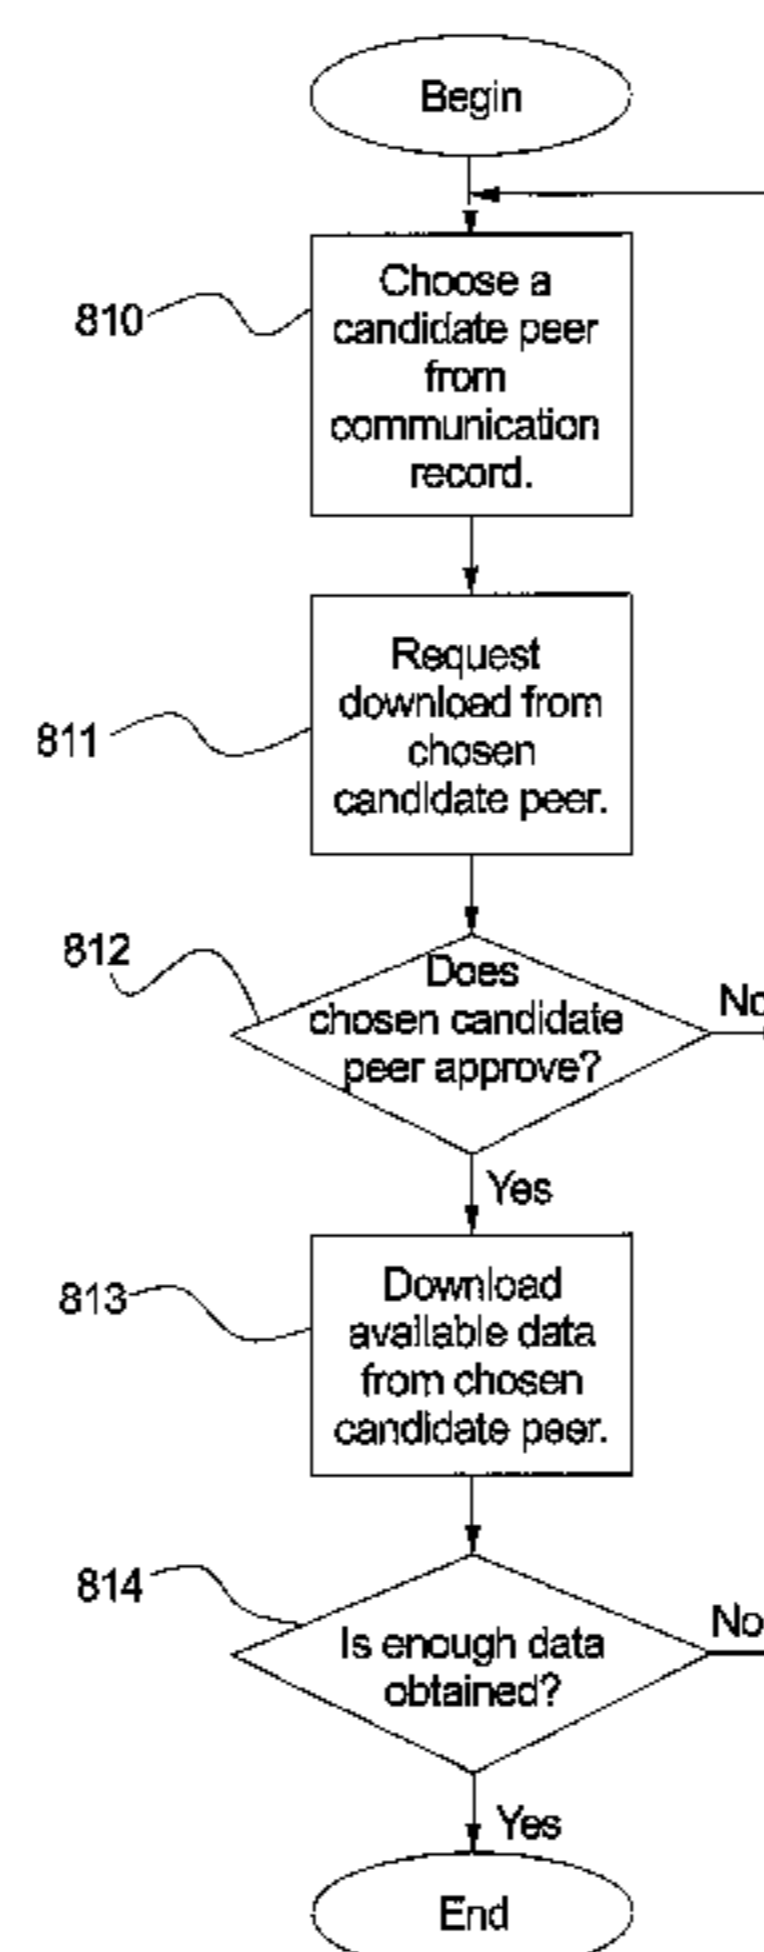 Begin
810
Choose a
candidate peer
from
communication
record.
811
Request
download from
chosen
candidate peer.
812
Does
chosen candidate
peer approve?
No
Yes
813
Download
available data
from chosen
candidate peer.
814
Is enough data
obtained?
No
Yes
End